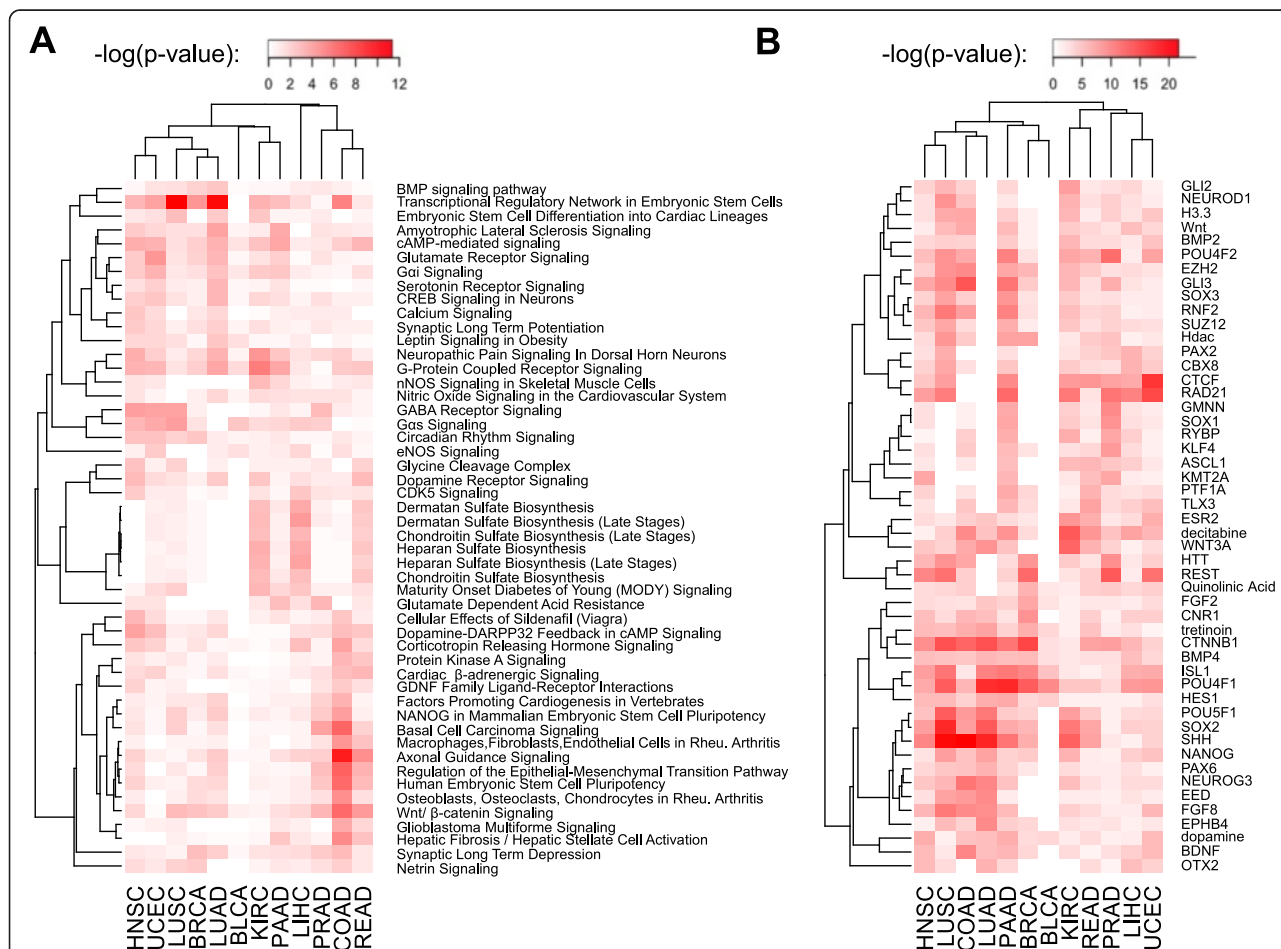 A
-log(p-value):
0 2 4 6 8 12
BMP signaling pathway
Transcriptional Regulatory Network in Embryonic Stem Cells
Embryonic Stem Cell Differentiation into Cardiac Lineages
Amyotrophic Lateral Sclerosis Signaling
cAMP-mediated signaling
Glutamate Receptor Signaling
Gαi Signaling
Serotonin Receptor Signaling
CREB Signaling in Neurons
Calcium Signaling
Synaptic Long Term Potentiation
Leptin Signaling in Obesity
Neuropathic Pain Signaling In Dorsal Horn Neurons
G-Protein Coupled Receptor Signaling
nNOS Signaling in Skeletal Muscle Cells
Nitric Oxide Signaling in the Cardiovascular System
GABA Receptor Signaling
Gαs Signaling
Circadian Rhythm Signaling
eNOS Signaling
Glycine Cleavage Complex
Dopamine Receptor Signaling
CDK5 Signaling
Dermatan Sulfate Biosynthesis
Dermatan Sulfate Biosynthesis (Late Stages)
Chondroitin Sulfate Biosynthesis (Late Stages)
Heparan Sulfate Biosynthesis
Heparan Sulfate Biosynthesis (Late Stages)
Chondroitin Sulfate Biosynthesis
Maturity Onset Diabetes of Young (MODY) Signaling
Glutamate Dependent Acid Resistance
Cellular Effects of Sildenafil (Viagra)
Dopamine-DARPP32 Feedback in cAMP Signaling
Corticotropin Releasing Hormone Signaling
Protein Kinase A Signaling
Cardiac β-adrenergic Signaling
GDNF Family Ligand-Receptor Interactions
Factors Promoting Cardiogenesis in Vertebrates
NANOG in Mammalian Embryonic Stem Cell Pluripotency
Basal Cell Carcinoma Signaling
Macrophages,Fibroblasts,Endothelial Cells in Rheu. Arthritis
Axonal Guidance Signaling
Regulation of the Epithelial-Mesenchymal Transition Pathway
Human Embryonic Stem Cell Pluripotency
Osteoblasts, Osteoclasts, Chondrocytes in Rheu. Arthritis
Wnt/ β-catenin Signaling
Glioblastoma Multiforme Signaling
Hepatic Fibrosis / Hepatic Stellate Cell Activation
Synaptic Long Term Depression
Netrin Signaling
HNSC UCEC LUSC BRCA LUAD BLCA KIRC PAAD LIHC PRAD COAD READ
B
-log(p-value):
0 5 10 15 20
GLI2
NEUROD1
H3.3
Wnt
BMP2
POU4F2
EZH2
GLI3
SOX3
RNF2
SUZ12
Hdac
PAX2
CBX8
CTCF
RAD21
GMNN
SOX1
RYBP
KLF4
ASCL1
KMT2A
PTF1A
TLX3
ESR2
decitabine
WNT3A
HTT
REST
Quinolinic Acid
FGF2
CNR1
tretinoin
CTNNB1
BMP4
ISL1
POU4F1
HES1
POU5F1
SOX2
SHH
NANOG
PAX6
NEUROG3
EED
FGF8
EPHB4
dopamine
BDNF
OTX2
HNSC LUSC COAD LUAD PAAD BRCA BLCA KIRC READ PRAD LIHC UCEC